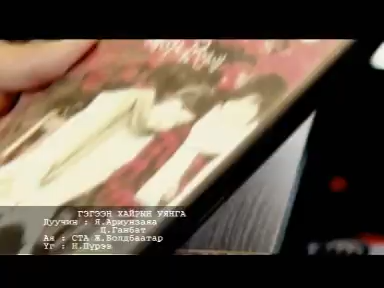 ГЭГЭЭН ХАЙРЫН УЯНГА
Дуучин : Я.Ариунзаяа
Д.Ганбат
Ая : СТА Ж.Болдбаатар
Үг : Н.Пүрэв